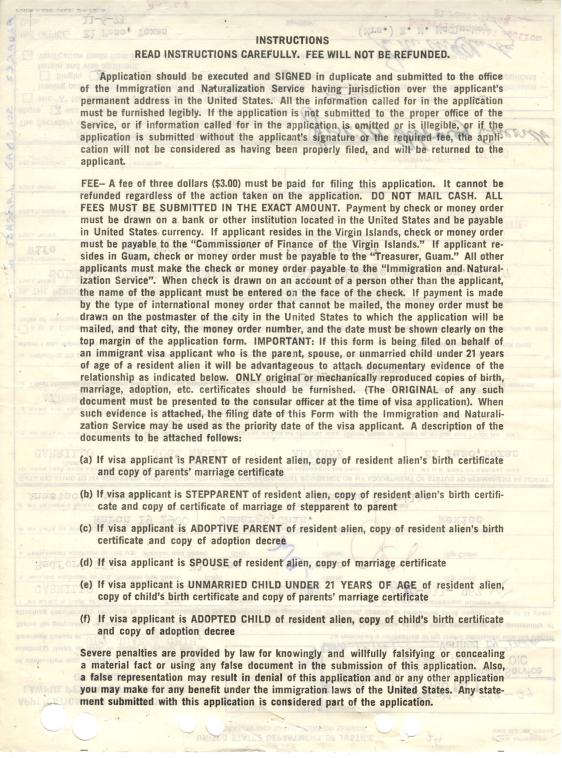 INSTRUCTIONS
READ INSTRUCTIONS CAREFULLY. FEE WILL NOT BE REFUNDED.
Application should be executed and SIGNED in duplicate and submitted to the office
of the Immigration and Naturalization Service having jurisdiction over the applicant's
permanent address in the United States. All the information called for in the application
must be furnished legibly. If the application is not submitted to the proper office of the
Service, or if information called for in the application is omitted or is illegible, or if the
application is submitted without the applicant's signature or the required fee, the appli-
cation will not be considered as having been properly filed, and will be returned to the
applicant.
FEE– A fee of three dollars ($3.00) must be paid for filing this application. It cannot be
refunded regardless of the action taken on the application. DO NOT MAIL CASH. ALL
FEES MUST BE SUBMITTED IN THE EXACT AMOUNT. Payment by check or money order
must be drawn on a bank or other institution located in the United States and be payable
in United States currency. If applicant resides in the Virgin Islands, check or money order
must be payable to the "Commissioner of Finance of the Virgin Islands." If applicant re-
sides in Guam, check or money order must be payable to the "Treasurer, Guam." All other
applicants must make the check or money order payable to the "Immigration and Natural-
ization Service". When check is drawn on an account of a person other than the applicant,
the name of the applicant must be entered on the face of the check. If payment is made
by the type of international money order that cannot be mailed, the money order must be
drawn on the postmaster of the city in the United States to which the application will be
mailed, and that city, the money order number, and the date must be shown clearly on the
top margin of the application form. IMPORTANT: If this form is being filed on behalf of
an immigrant visa applicant who is the parent, spouse, or unmarried child under 21 years
of age of a resident alien it will be advantageous to attach documentary evidence of the
relationship as indicated below. ONLY original or mechanically reproduced copies of birth,
marriage, adoption, etc. certificates should be furnished. (The ORIGINAL of any such
document must be presented to the consular officer at the time of visa application). When
such evidence is attached, the filing date of this Form with the Immigration and Naturali-
zation Service may be used as the priority date of the visa applicant. A description of the
documents to be attached follows:
(a) If visa applicant is PARENT of resident alien, copy of resident alien's birth certificate
and copy of parents' marriage certificate
(b) If visa applicant is STEPPARENT of resident alien, copy of resident alien's birth certifi-
cate and copy of certificate of marriage of stepparent to parent
(c) If visa applicant is ADOPTIVE PARENT of resident alien, copy of resident alien's birth
certificate and copy of adoption decree
(d) If visa applicant is SPOUSE of resident alien, copy of marriage certificate
(e) If visa applicant is UNMARRIED CHILD UNDER 21 YEARS OF AGE of resident alien,
copy of child's birth certificate and copy of parents' marriage certificate
(f) If visa applicant is ADOPTED CHILD of resident alien, copy of child's birth certificate
and copy of adoption decree
Severe penalties are provided by law for knowingly and willfully falsifying or concealing
a material fact or using any false document in the submission of this application. Also,
a false representation may result in denial of this application and or any other application
you may make for any benefit under the immigration laws of the United States. Any state-
ment submitted with this application is considered part of the application.